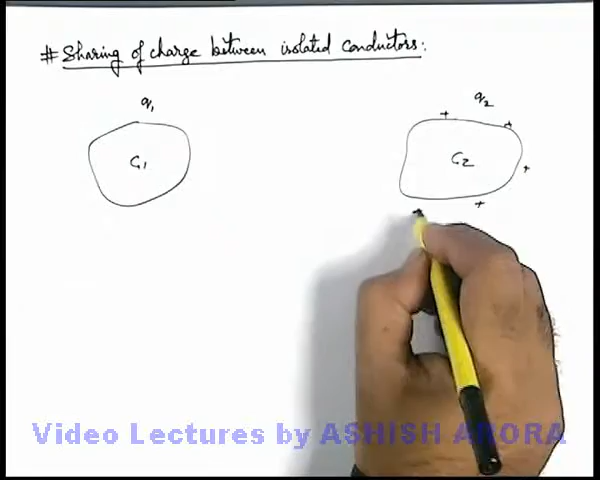 # Sharing of charge between isolated conductors:
q1 q2
C1 C2
+ + + +
Video Lectures by ASHISH ARORA